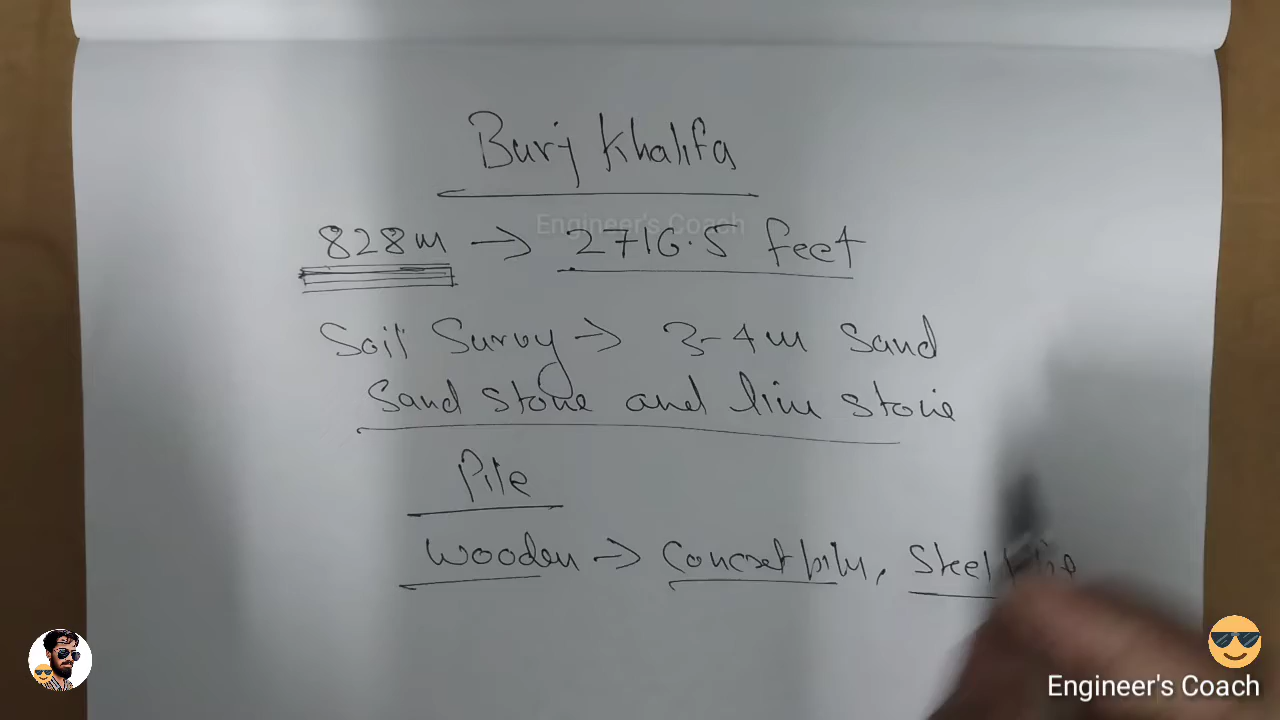 Burj Khalifa
Engineer's Coach
828m → 2716.5 feet
Soil Survy → 3-4m Sand
Sand stone and lim stone
Pile
Wooden → Concret pile, Steel pile
Engineer's Coach